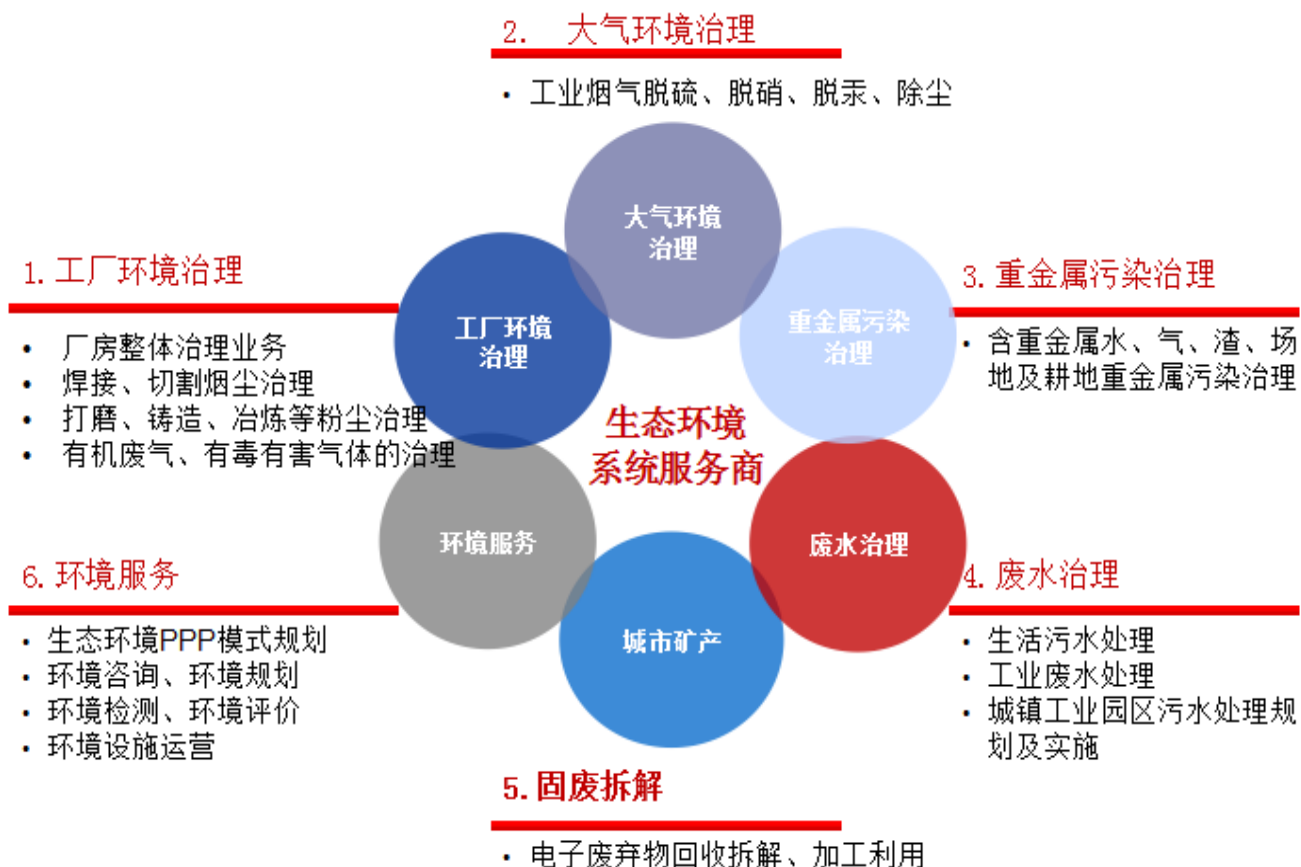 2. 大气环境治理
• 工业烟气脱硫、脱硝、脱汞、除尘
大气环境
治理
1. 工厂环境治理
• 厂房整体治理业务
• 焊接、切割烟尘治理
• 打磨、铸造、冶炼等粉尘治理
• 有机废气、有毒有害气体的治理
工厂环境
治理
重金属污染
治理
3. 重金属污染治理
• 含重金属水、气、渣、场
地及耕地重金属污染治理
生态环境
系统服务商
环境服务
废水治理
城市矿产
6. 环境服务
• 生态环境PPP模式规划
• 环境咨询、环境规划
• 环境检测、环境评价
• 环境设施运营
4. 废水治理
• 生活污水处理
• 工业废水处理
• 城镇工业园区污水处理规
划及实施
5. 固废拆解
• 电子废弃物回收拆解、加工利用